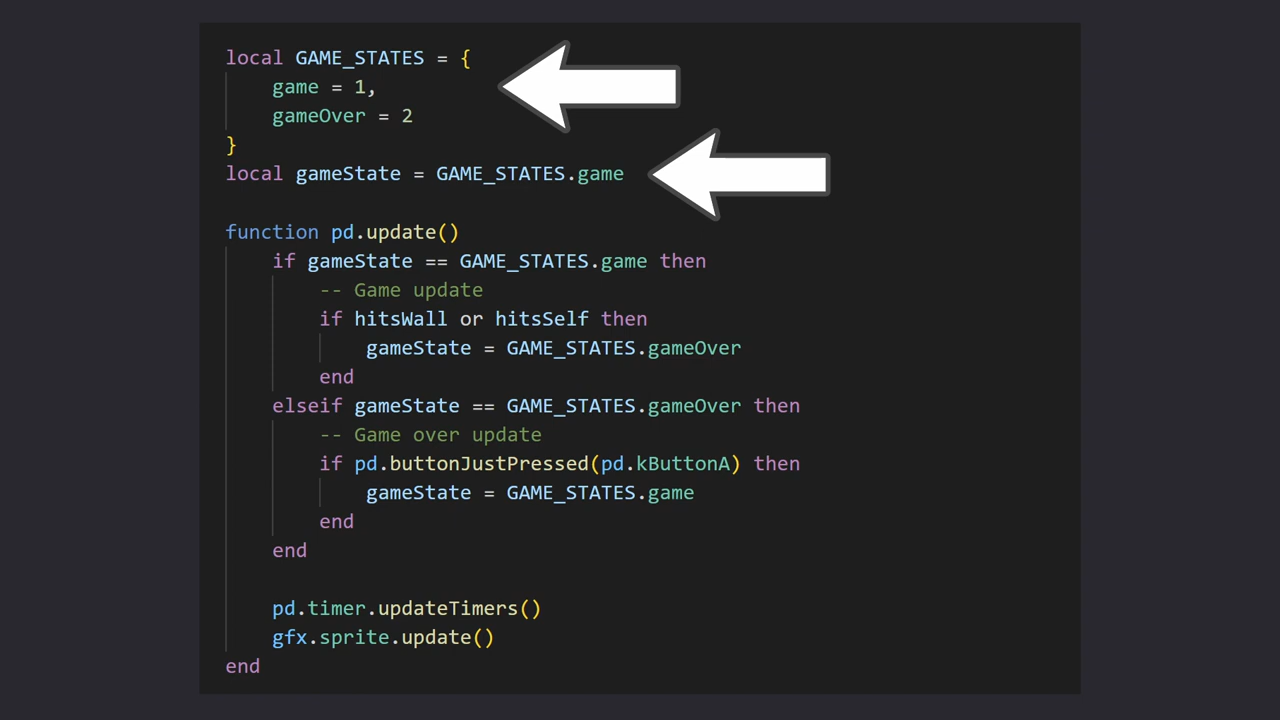 local GAME_STATES = {
    game = 1,
    gameOver = 2
}
local gameState = GAME_STATES.game

function pd.update()
    if gameState == GAME_STATES.game then
        -- Game update
        if hitsWall or hitsSelf then
            gameState = GAME_STATES.gameOver
        end
    elseif gameState == GAME_STATES.gameOver then
        -- Game over update
        if pd.buttonJustPressed(pd.kButtonA) then
            gameState = GAME_STATES.game
        end
    end

    pd.timer.updateTimers()
    gfx.sprite.update()
end